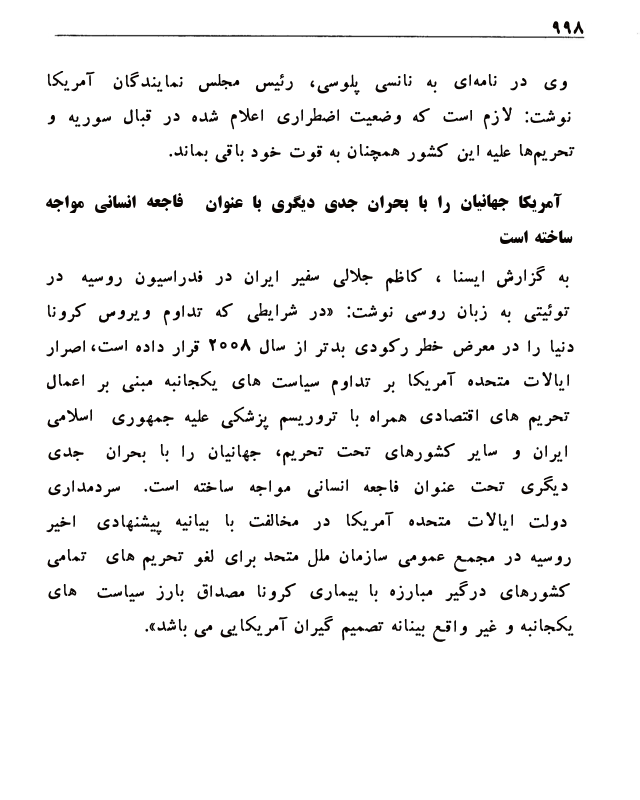 ۹۹۸
وی در نامه‌ای به نانسی پلوسی، رئیس مجلس نمایندگان آمریکا
نوشت: لازم است که وضعیت اضطراری اعلام شده در قبال سوریه و
تحریم‌ها علیه این کشور همچنان به قوت خود باقی بماند.
آمریکا جهانیان را با بحران جدی دیگری با عنوان فاجعه انسانی مواجه
ساخته است
به گزارش ایسنا ، کاظم جلالی سفیر ایران در فدراسیون روسیه در
توئیتی به زبان روسی نوشت: «در شرایطی که تداوم ویروس کرونا
دنیا را در معرض خطر رکودی بدتر از سال ۲۰۰۸ قرار داده است، اصرار
ایالات متحده آمریکا بر تداوم سیاست های یکجانبه مبنی بر اعمال
تحریم های اقتصادی همراه با تروریسم پزشکی علیه جمهوری اسلامی
ایران و سایر کشورهای تحت تحریم، جهانیان را با بحران جدی
دیگری تحت عنوان فاجعه انسانی مواجه ساخته است. سردمداری
دولت ایالات متحده آمریکا در مخالفت با بیانیه پیشنهادی اخیر
روسیه در مجمع عمومی سازمان ملل متحد برای لغو تحریم های تمامی
کشورهای درگیر مبارزه با بیماری کرونا مصداق بارز سیاست های
یکجانبه و غیر واقع بینانه تصمیم گیران آمریکایی می باشد».